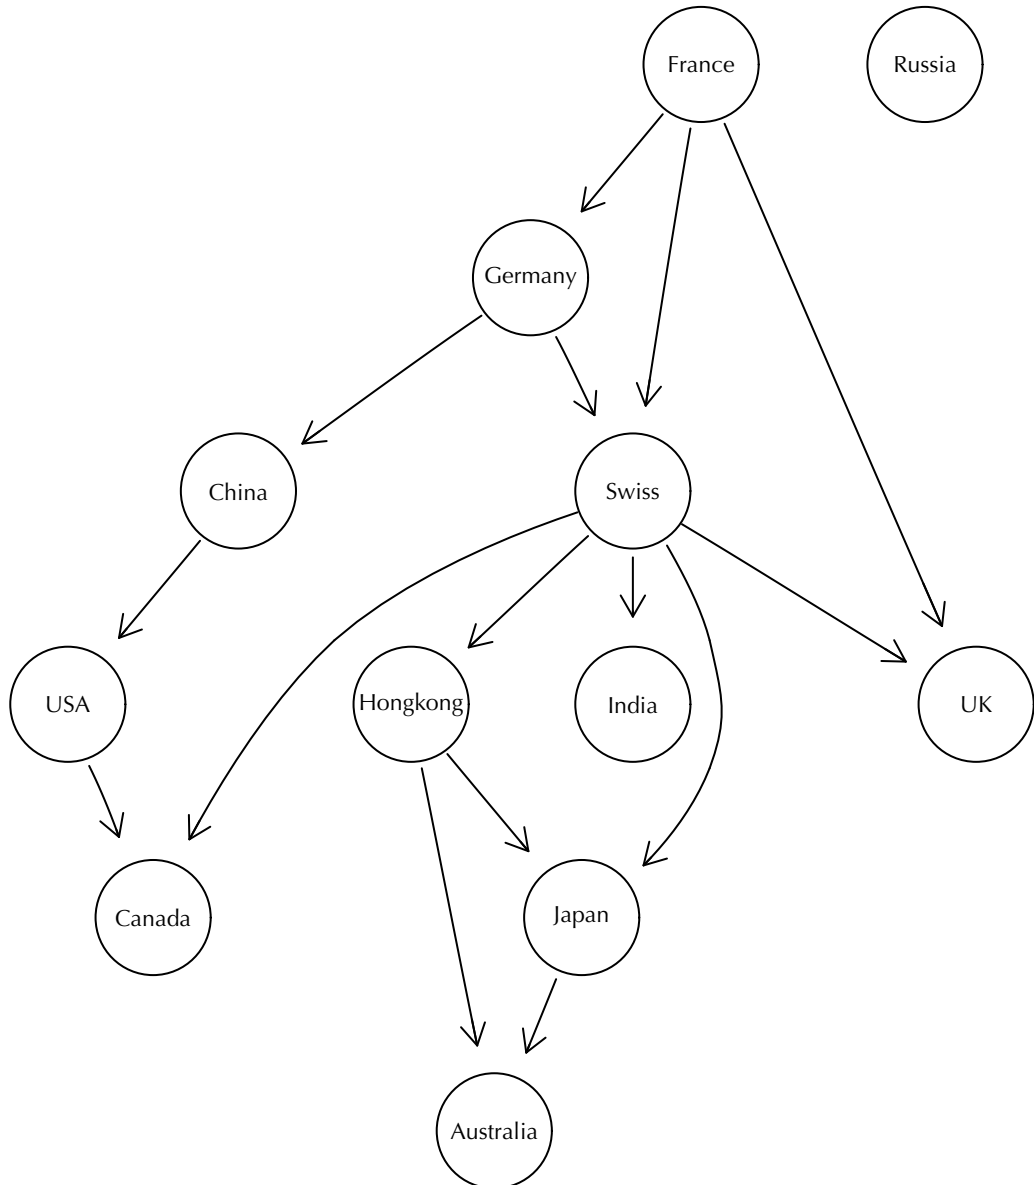 France
Russia
Germany
China
Swiss
USA
Hongkong
India
UK
Canada
Japan
Australia